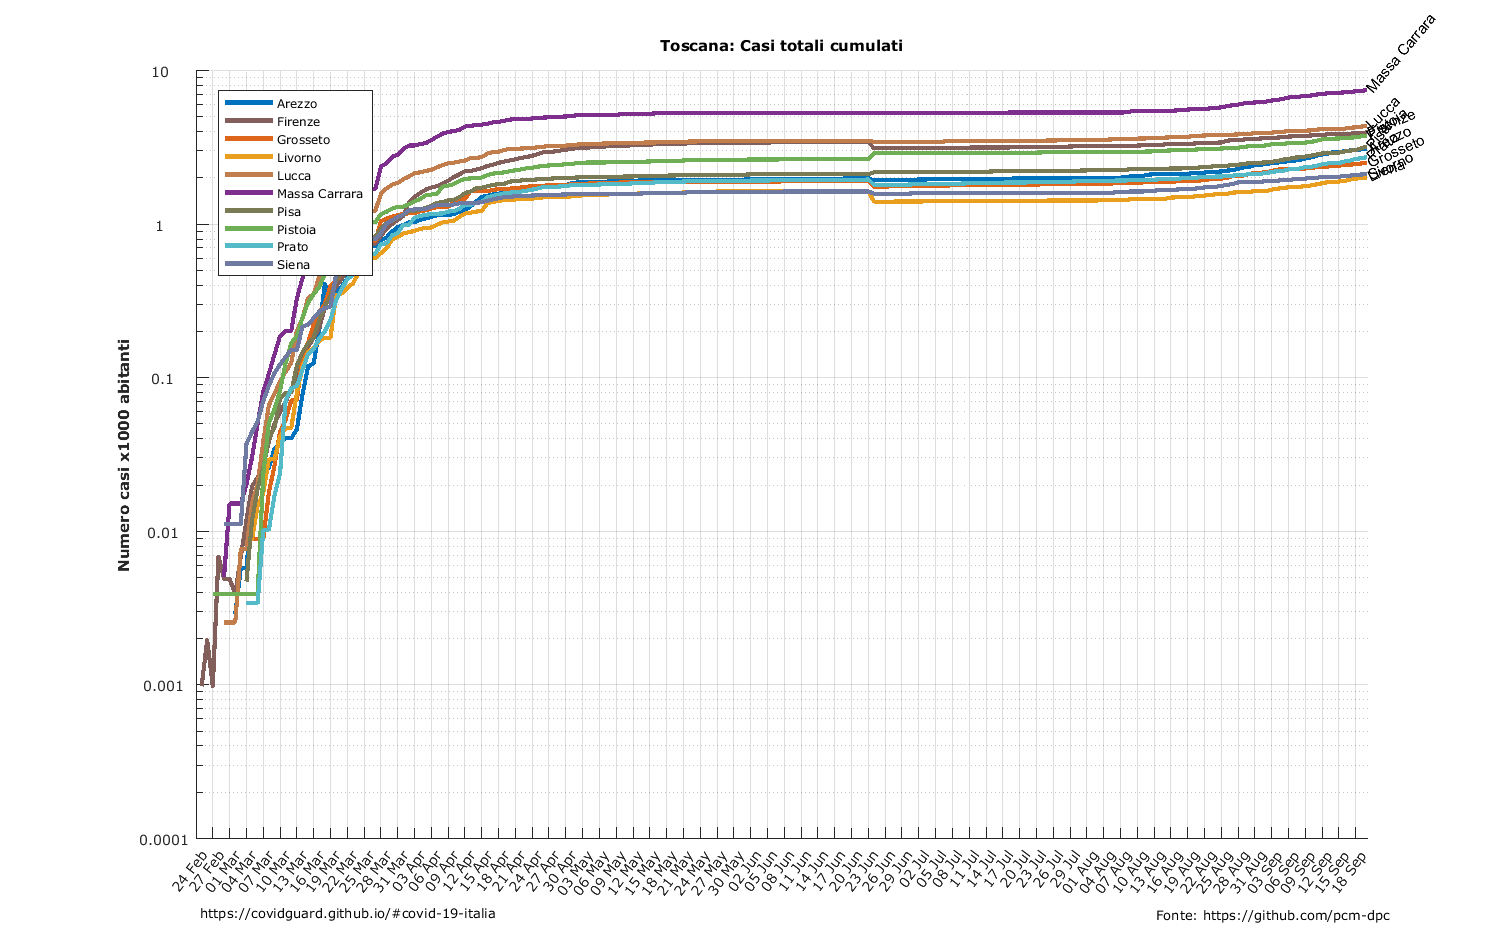 Toscana: Casi totali cumulati
Numero casi x1000 abitanti
10
1
0.1
0.01
0.001
0.0001
Arezzo
Firenze
Grosseto
Livorno
Lucca
Massa Carrara
Pisa
Pistoia
Prato
Siena
Massa Carrara
Lucca
Pistoia
Firenze
Arezzo
Pisa
Prato
Grosseto
Siena
Livorno
24 Feb
27 Feb
01 Mar
04 Mar
07 Mar
10 Mar
13 Mar
16 Mar
19 Mar
22 Mar
25 Mar
28 Mar
31 Mar
03 Apr
06 Apr
09 Apr
12 Apr
15 Apr
18 Apr
21 Apr
24 Apr
27 Apr
30 Apr
03 May
06 May
09 May
12 May
15 May
18 May
21 May
24 May
27 May
30 May
02 Jun
05 Jun
08 Jun
11 Jun
14 Jun
17 Jun
20 Jun
23 Jun
26 Jun
29 Jun
02 Jul
05 Jul
08 Jul
11 Jul
14 Jul
17 Jul
20 Jul
23 Jul
26 Jul
29 Jul
01 Aug
04 Aug
07 Aug
10 Aug
13 Aug
16 Aug
19 Aug
22 Aug
25 Aug
28 Aug
31 Aug
03 Sep
06 Sep
09 Sep
12 Sep
15 Sep
18 Sep
https://covidguard.github.io/#covid-19-italia
Fonte: https://github.com/pcm-dpc